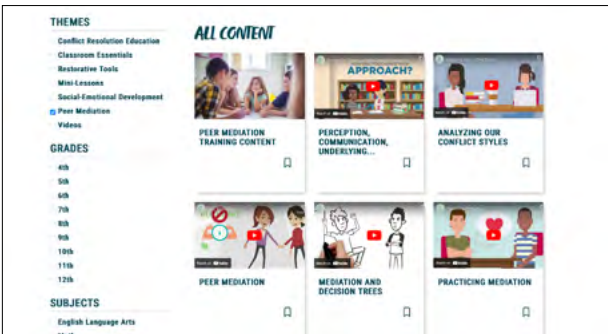 THEMES
Conflict Resolution Education
Classroom Essentials
Restorative Tools
Mini-Lessons
Social-Emotional Development
Peer Mediation
Videos
GRADES
4th
5th
6th
7th
8th
9th
10th
11th
12th
SUBJECTS
English Language Arts
ALL CONTENT
APPROACH?
PEER MEDIATION
TRAINING CONTENT
PERCEPTION,
COMMUNICATION,
UNDERLYING...
ANALYZING OUR
CONFLICT STYLES
PEER MEDIATION
MEDIATION AND
DECISION TREES
PRACTICING MEDIATION